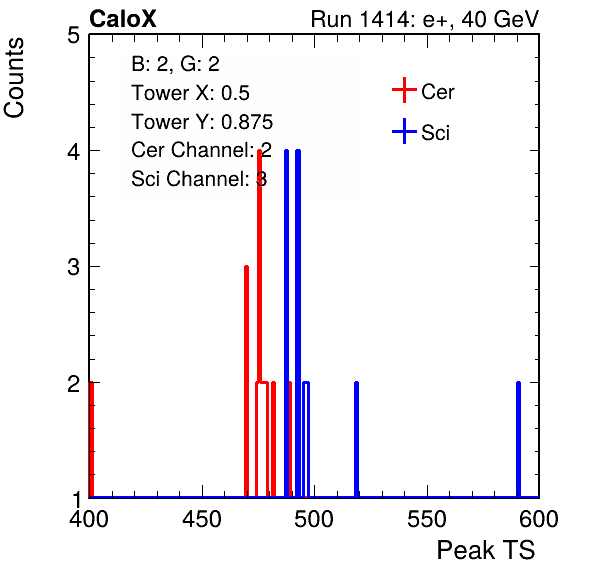 CaloX Run 1414: e+, 40 GeV
Counts
5
4
3
2
1
B: 2, G: 2
Tower X: 0.5
Tower Y: 0.875
Cer Channel: 2
Sci Channel: 3
Cer
Sci
400 450 500 550 600
Peak TS